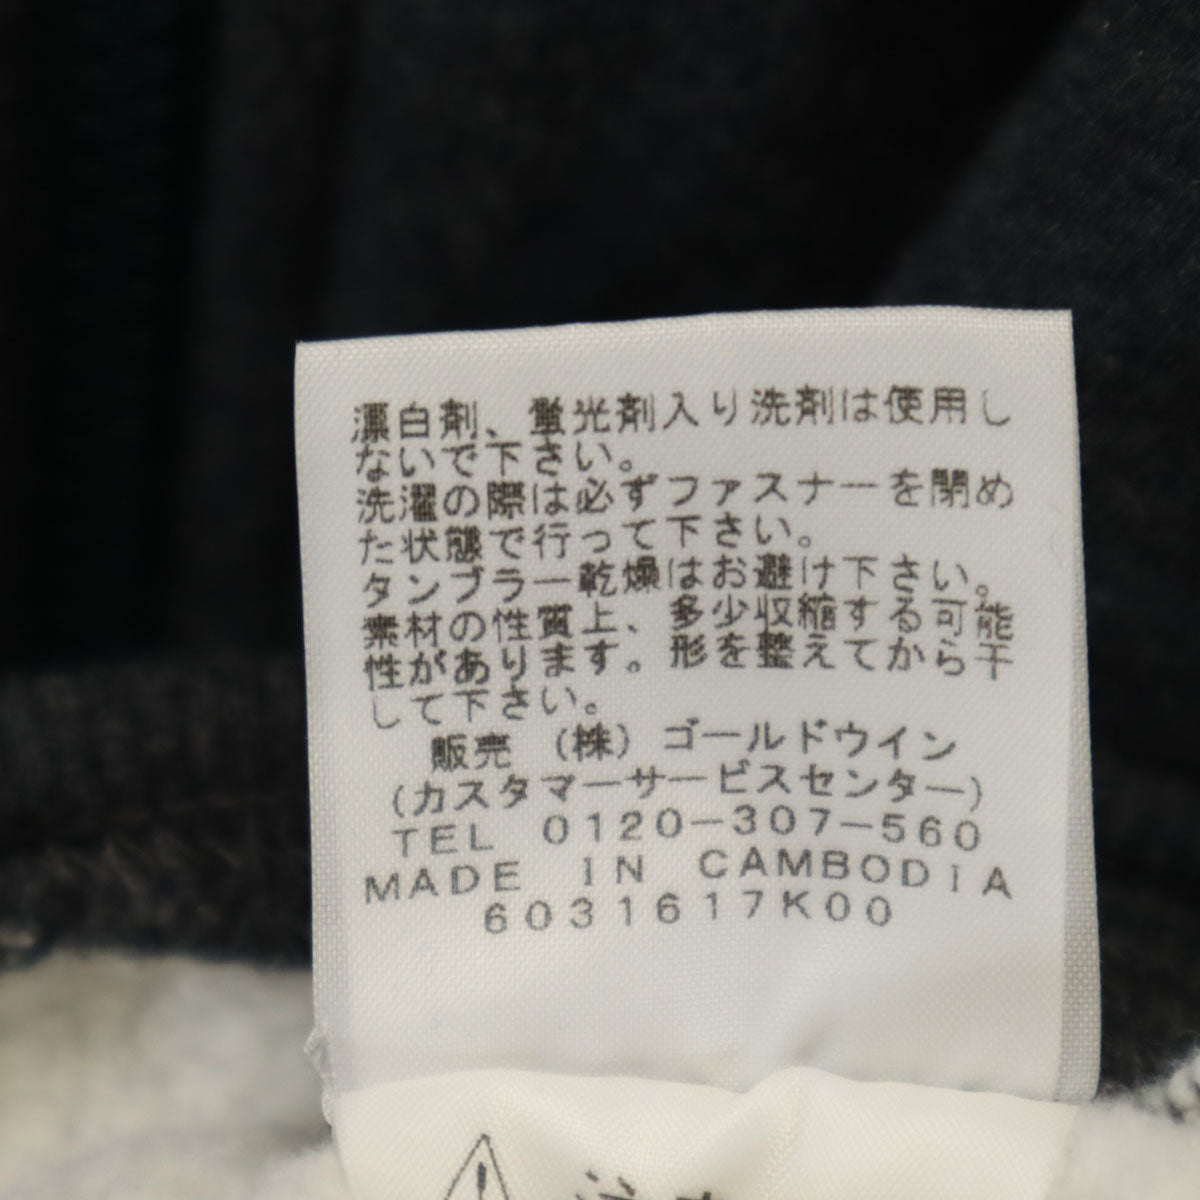 漂白剤、蛍光剤入り洗剤は使用し
ないで下さい。
洗濯の際は必ずファスナーを閉め
た状態で行って下さい。
タンブラー乾燥はお避け下さい。
素材の性質上、多少収縮する可能
性があります。形を整えてから干
して下さい。
販売 (株) ゴールドウイン
(カスタマーサービスセンター)
TEL 0120-307-560
MADE IN CAMBODIA
6031617K00